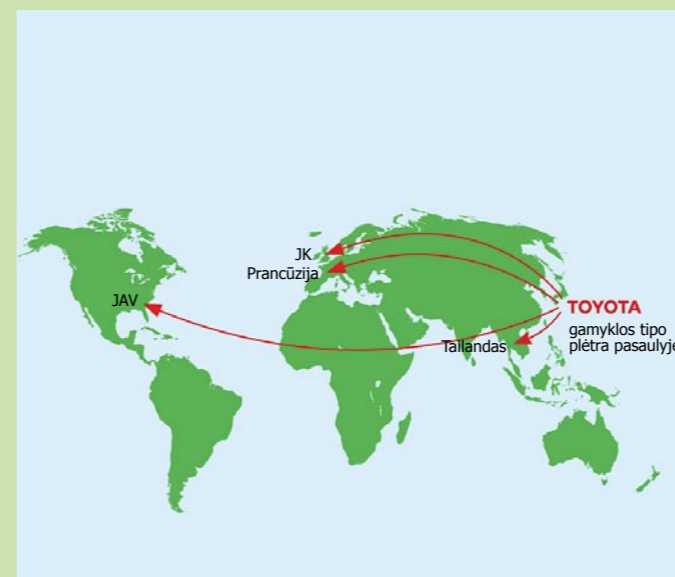 JK
Prancūzija
JAV
TOYOTA
gamyklos tipo
plėtra pasaulyje
Tailandas